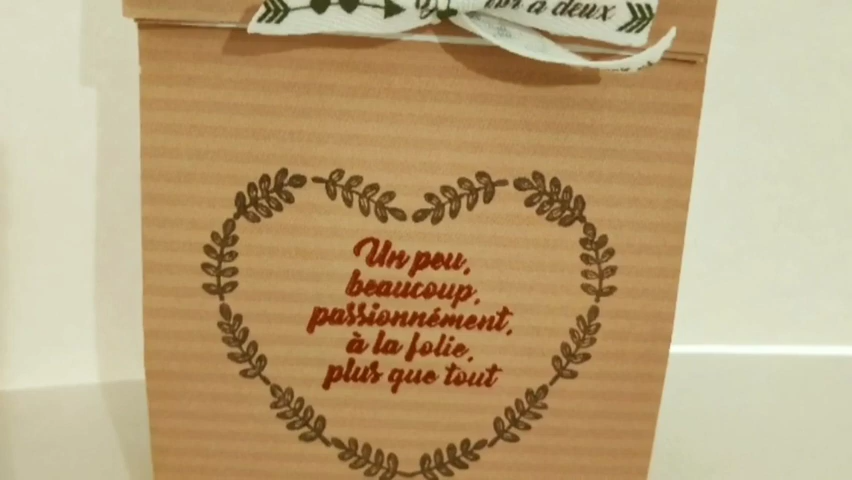 à deux
Un peu,
beaucoup,
passionnément,
à la folie,
plus que tout